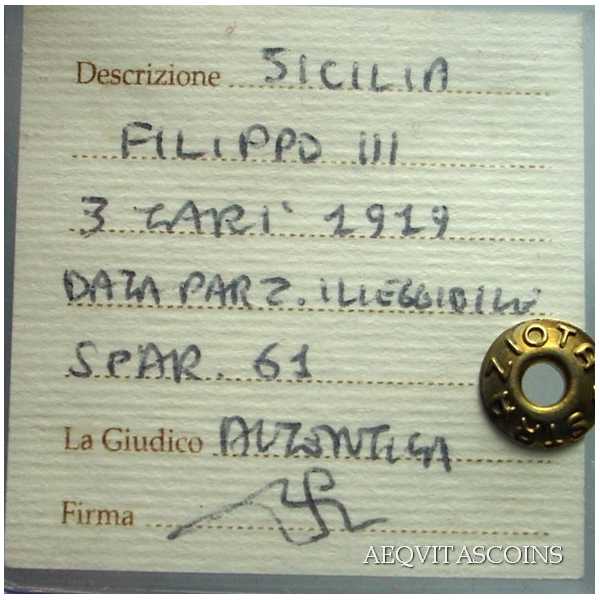 Descrizione SICILIA
FILIPPO III
3 TARI' 1919
DATA PARZ. ILLEGGIBILE
SPAR. 61
La Giudico AUTENTICA
Firma
AEQVITASCOINS